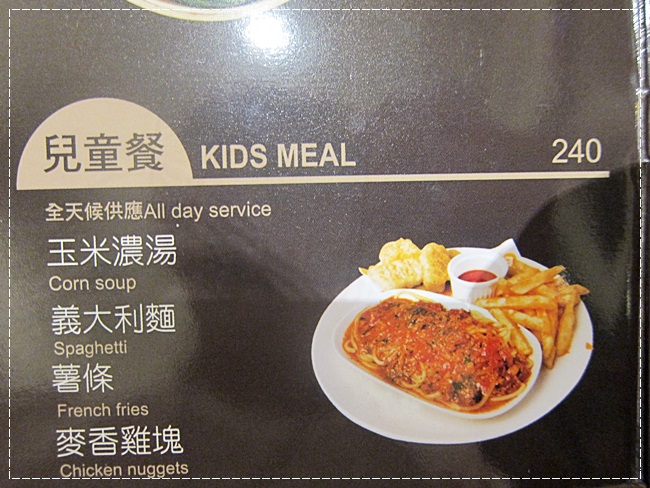 兒童餐 KIDS MEAL 240
全天候供應All day service
玉米濃湯
Corn soup
義大利麵
Spaghetti
薯條
French fries
麥香雞塊
Chicken nuggets